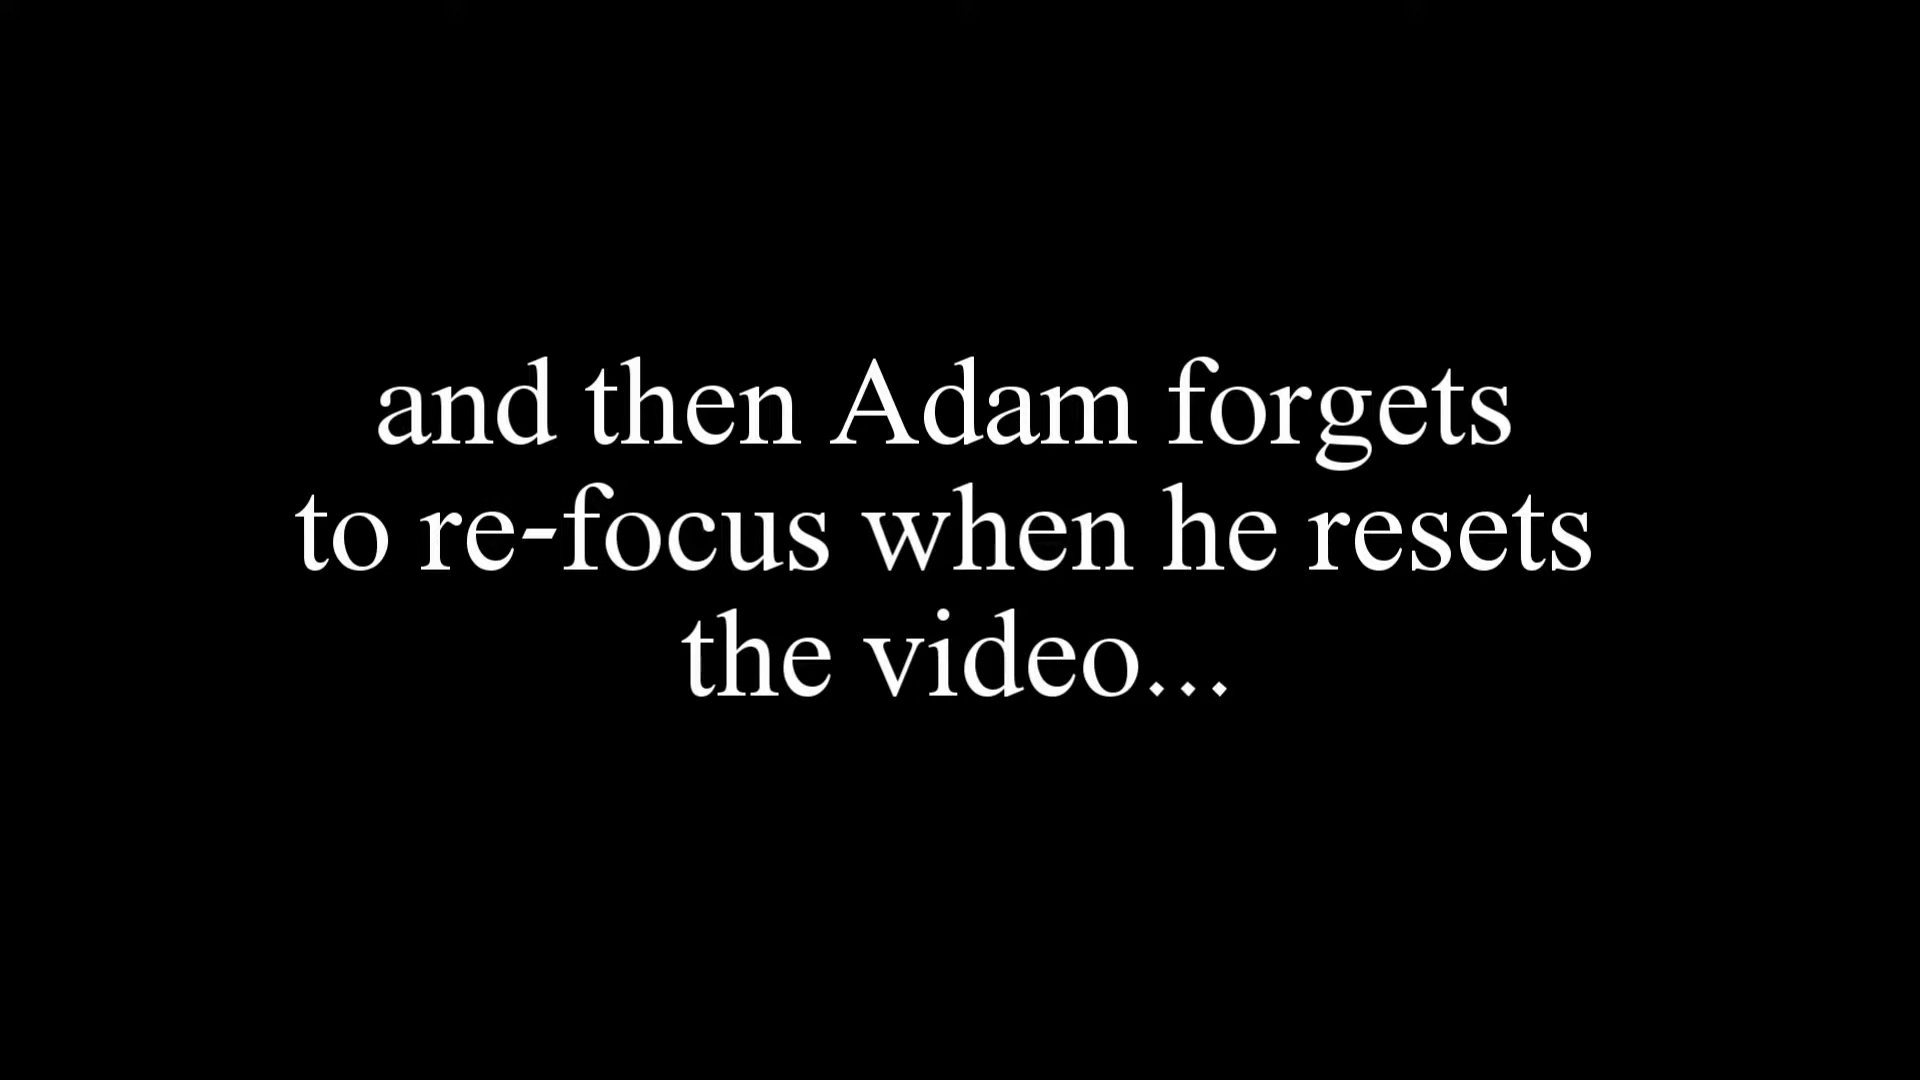 and then Adam forgets
to re-focus when he resets
the video...